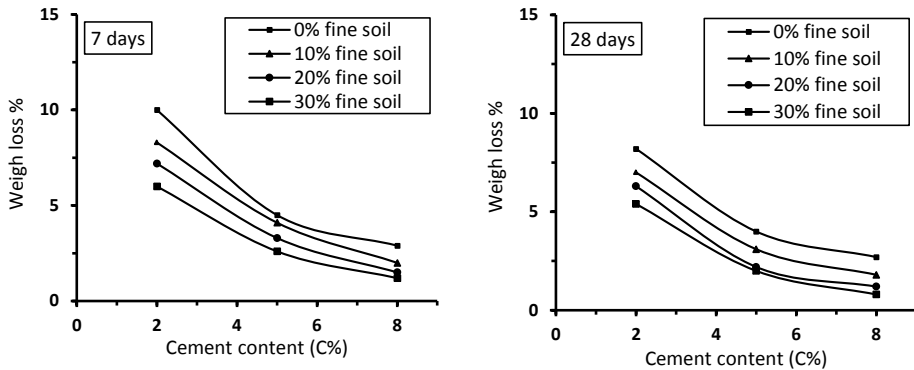 7 days
0% fine soil
10% fine soil
20% fine soil
30% fine soil
15
10
5
0
Weigh loss %
0 2 4 6 8
Cement content (C%)
28 days
0% fine soil
10% fine soil
20% fine soil
30% fine soil
15
10
5
0
Weigh loss %
0 2 4 6 8
Cement content (C%)